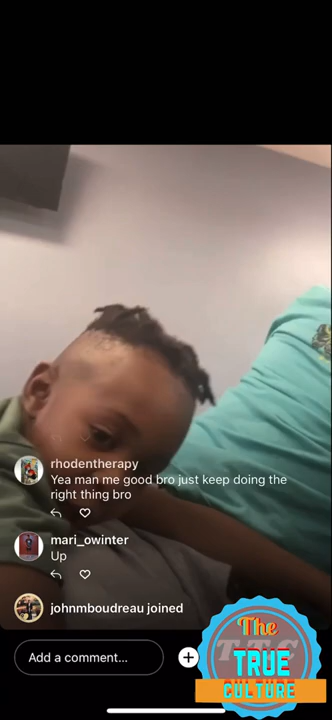 rhodentherapy
Yea man me good bro just keep doing the
right thing bro
mari_owinter
Up
johnmboudreau joined
Add a comment...
The
TRUE
CULTURE